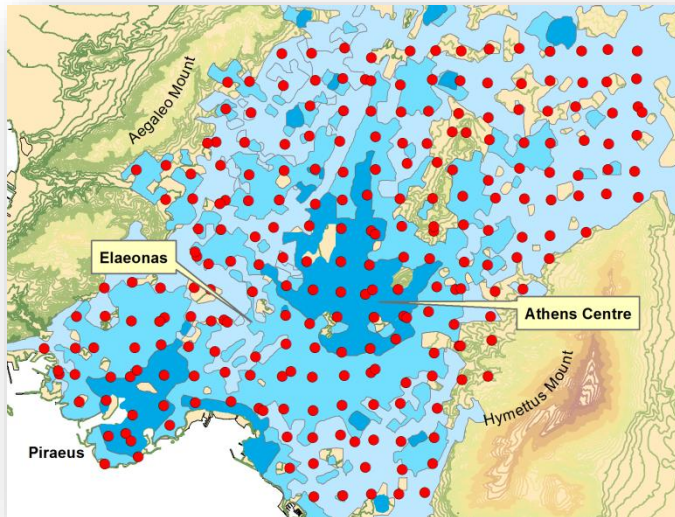 Aegaleo Mount
Elaeonas
Athens Centre
Hymettus Mount
Piraeus